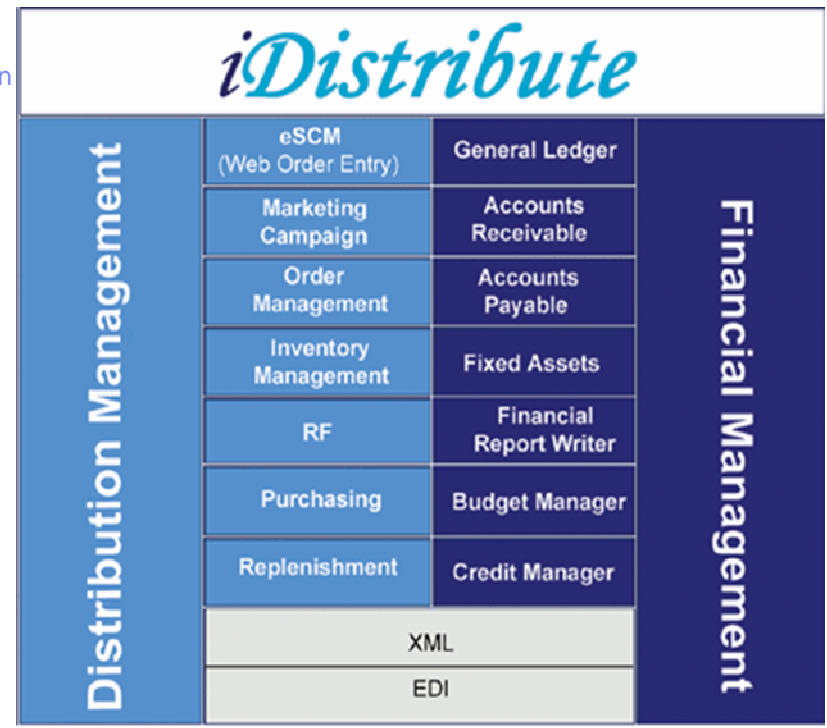 iDistribute
n
Distribution Management
eSCM
(Web Order Entry)
General Ledger
Marketing
Campaign
Accounts
Receivable
Order
Management
Accounts
Payable
Inventory
Management
Fixed Assets
RF
Financial
Report Writer
Purchasing
Budget Manager
Replenishment
Credit Manager
XML
EDI
Financial Management